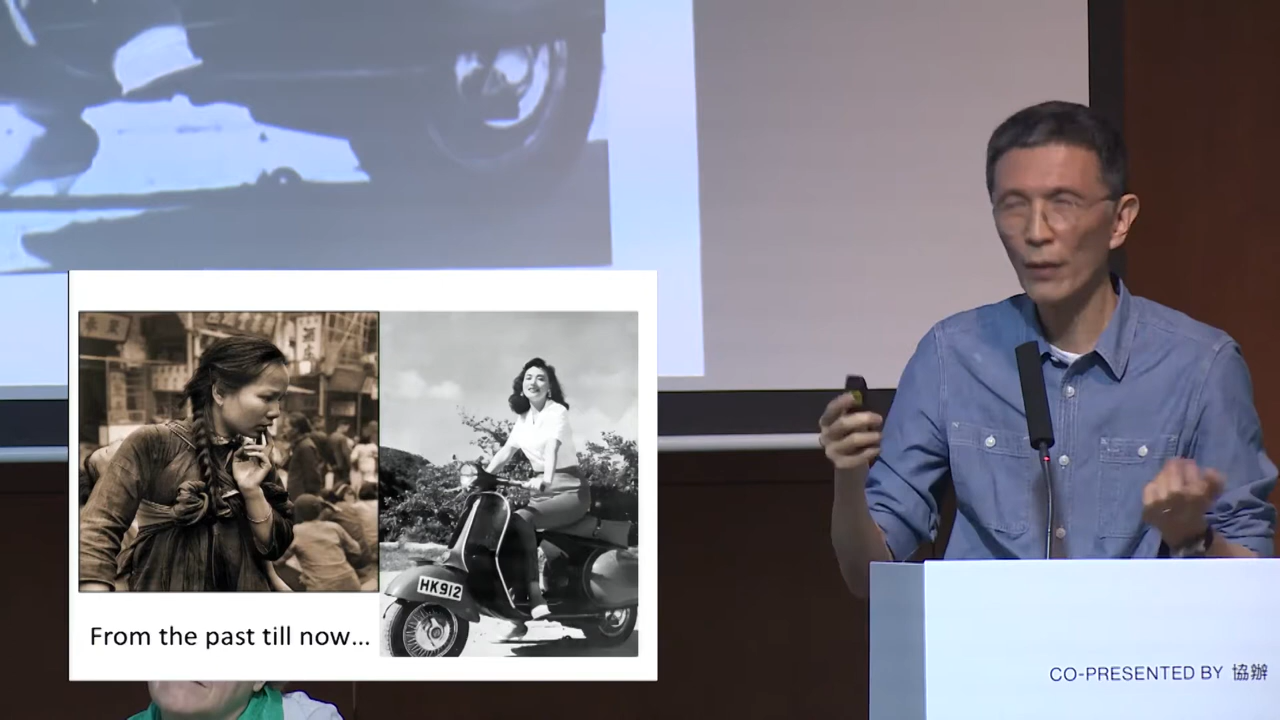 HK912
From the past till now...
CO-PRESENTED BY 協辦